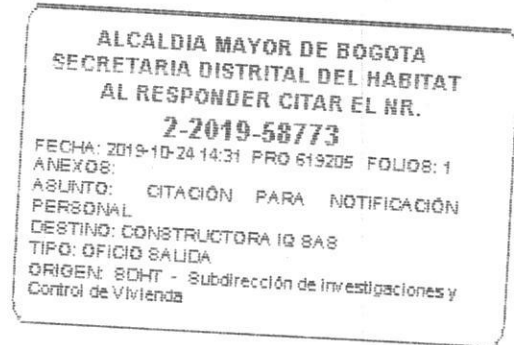 ALCALDIA MAYOR DE BOGOTA
SECRETARIA DISTRITAL DEL HABITAT
AL RESPONDER CITAR EL NR.
2-2019-58773
FECHA: 2019-10-24 14:31 PRO 619205 FOLIOS: 1
ANEXOS:
ASUNTO: CITACIÓN PARA NOTIFICACIÓN
PERSONAL
DESTINO: CONSTRUCTORA IQ SAS
TIPO: OFICIO SALIDA
ORIGEN: SDHT - Subdirección de investigaciones y
Control de Vivienda